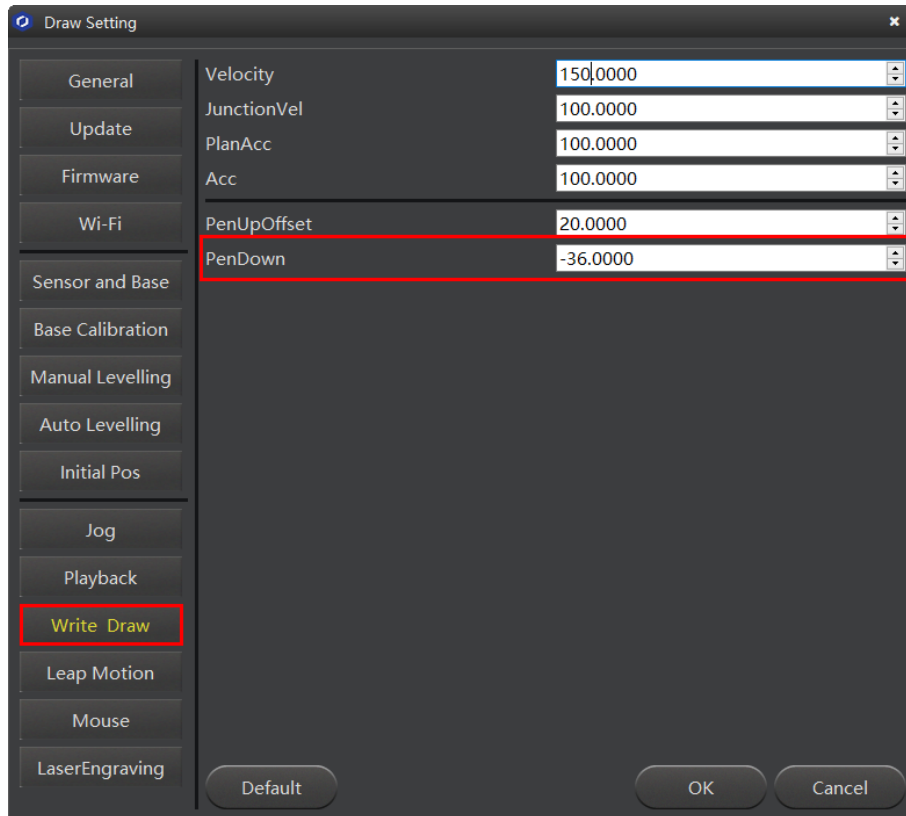 Draw Setting
General
Update
Firmware
Wi-Fi
Sensor and Base
Base Calibration
Manual Levelling
Auto Levelling
Initial Pos
Jog
Playback
Write Draw
Leap Motion
Mouse
LaserEngraving
Velocity 150.0000
JunctionVel 100.0000
PlanAcc 100.0000
Acc 100.0000
PenUpOffset 20.0000
PenDown -36.0000
Default OK Cancel